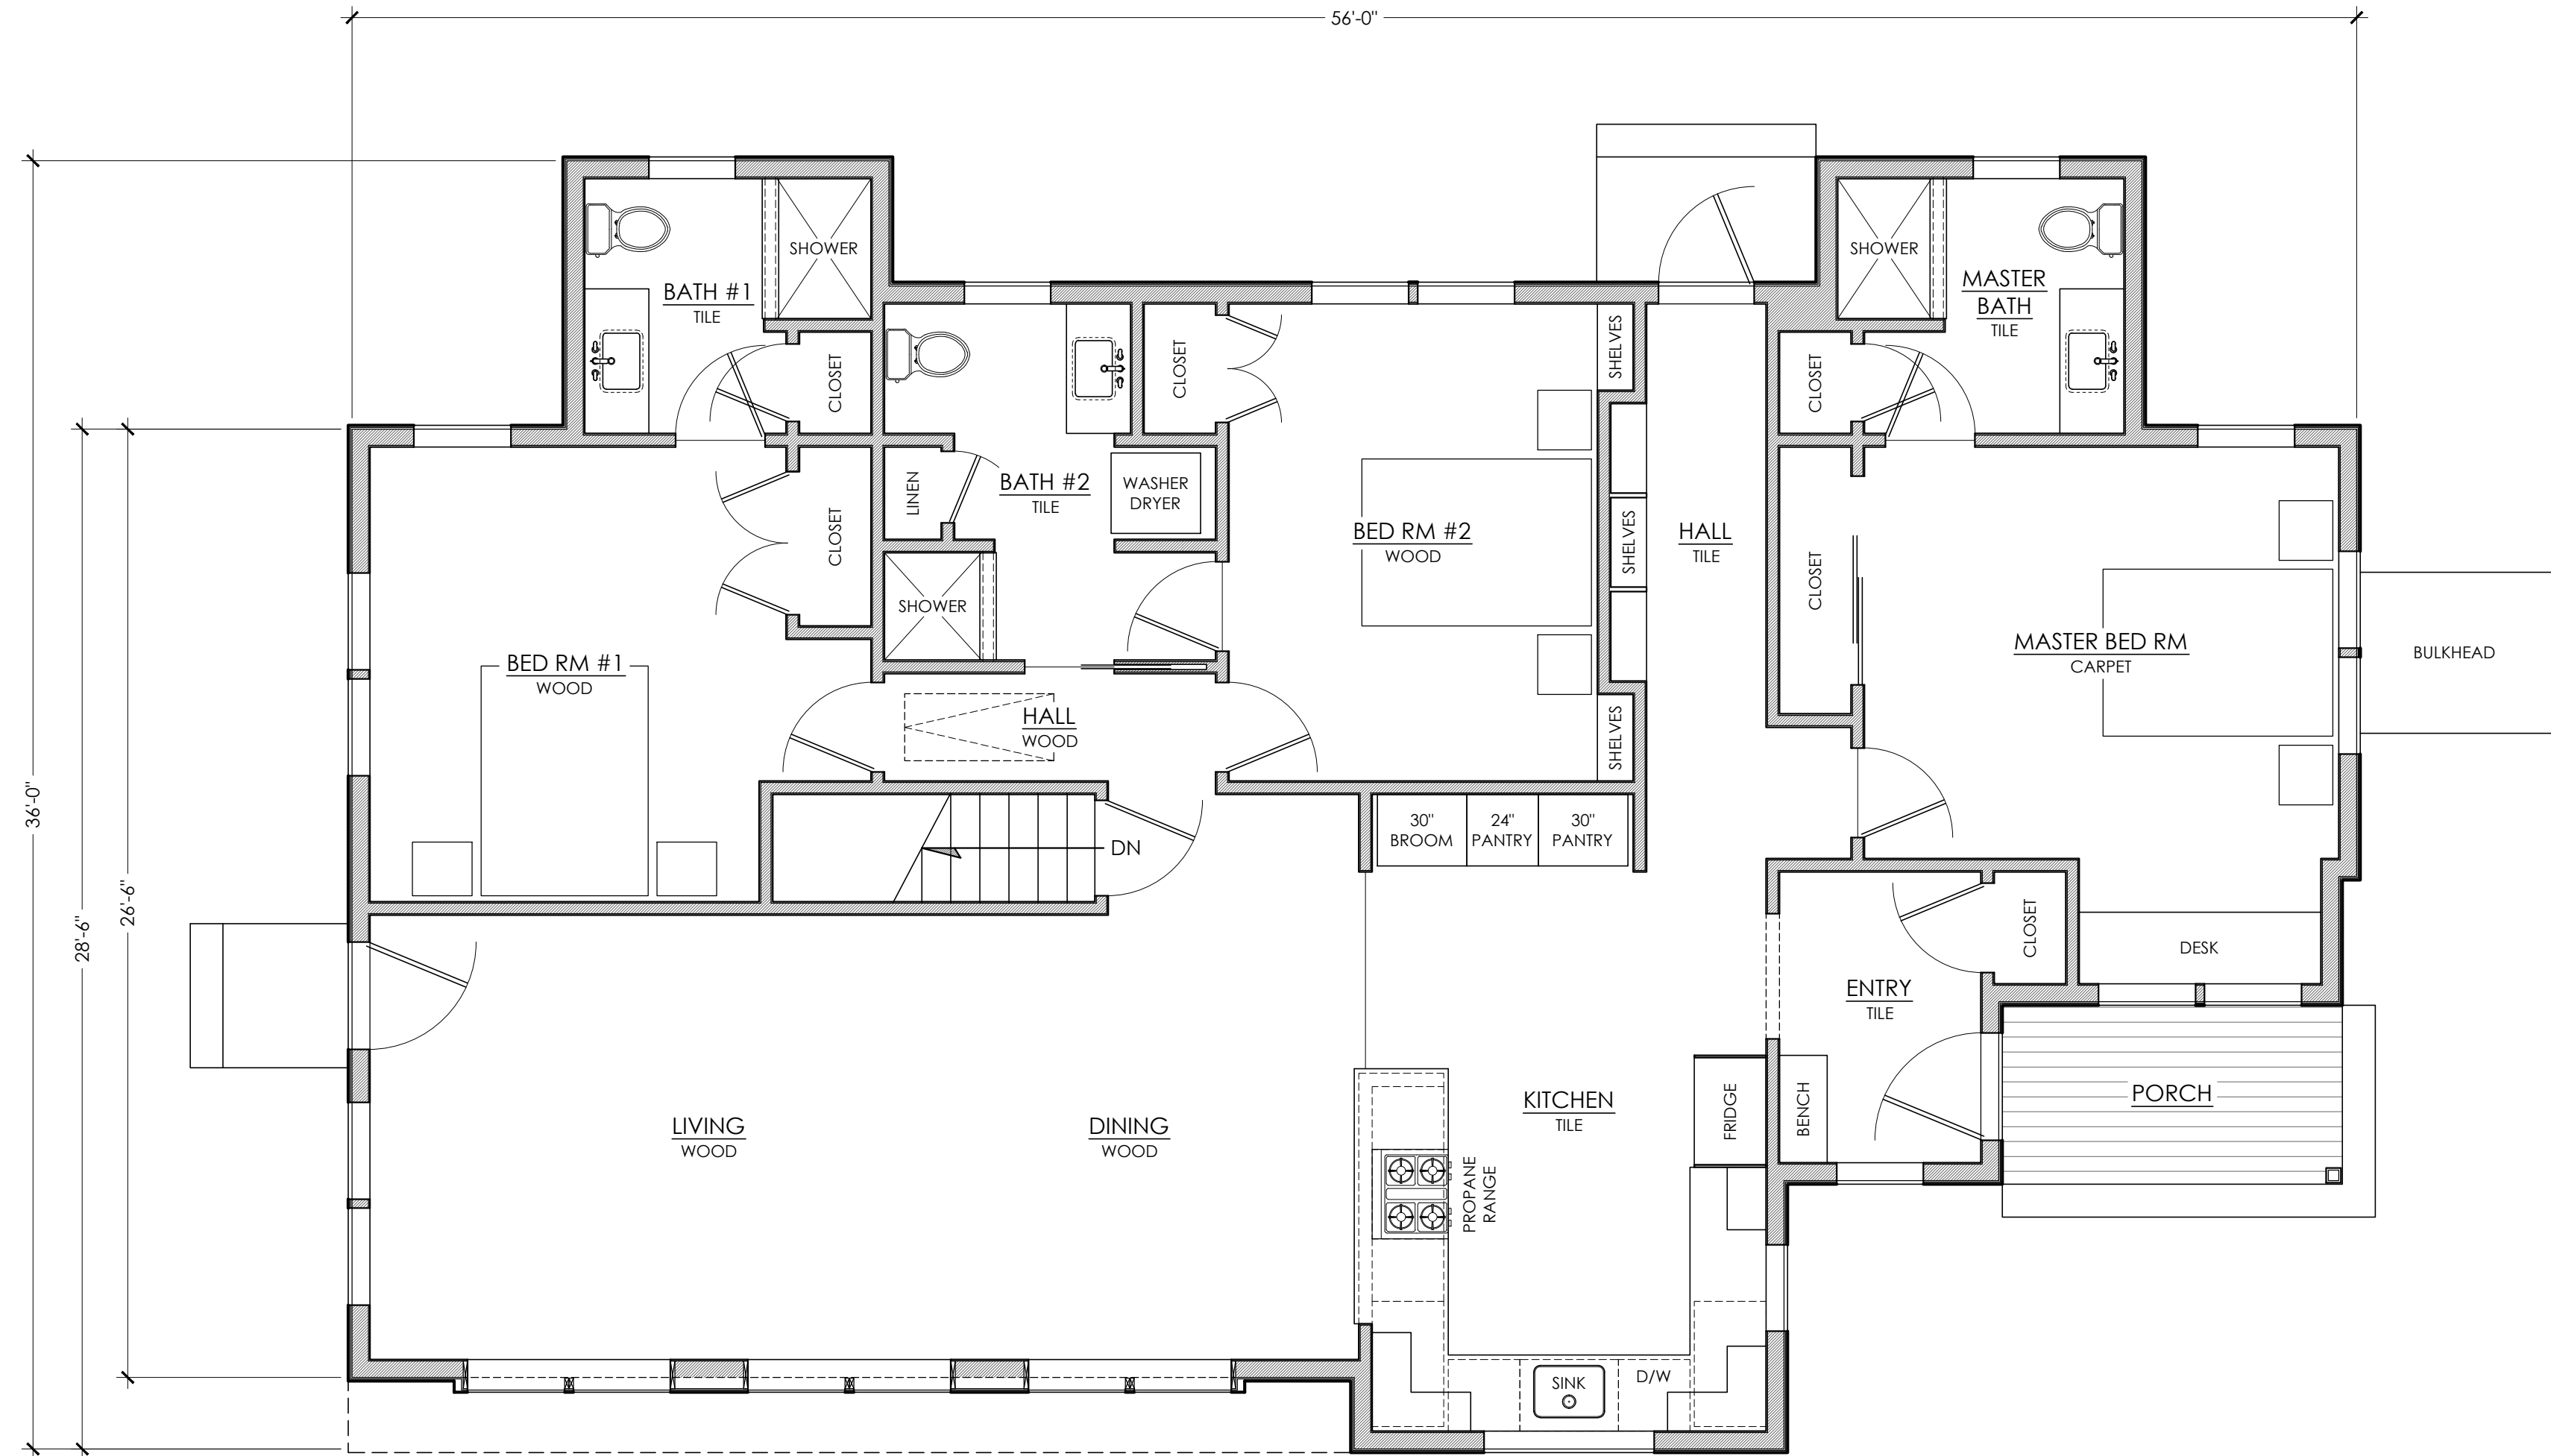 56'-0"
36'-0"
28'-6"
26'-6"
SHOWER
BATH #1
TILE
CLOSET
CLOSET
SHOWER
MASTER
BATH
TILE
CLOSET
CLOSET
SHELVES
LINEN
BATH #2
TILE
WASHER
DRYER
BED RM #2
WOOD
SHELVES
HALL
TILE
CLOSET
CLOSET
SHOWER
BED RM #1
WOOD
MASTER BED RM
CARPET
BULKHEAD
HALL
WOOD
SHELVES
30"
BROOM
24"
PANTRY
30"
PANTRY
DN
CLOSET
DESK
ENTRY
TILE
LIVING
WOOD
DINING
WOOD
KITCHEN
TILE
FRIDGE
BENCH
PORCH
PROPANE
RANGE
SINK
D/W